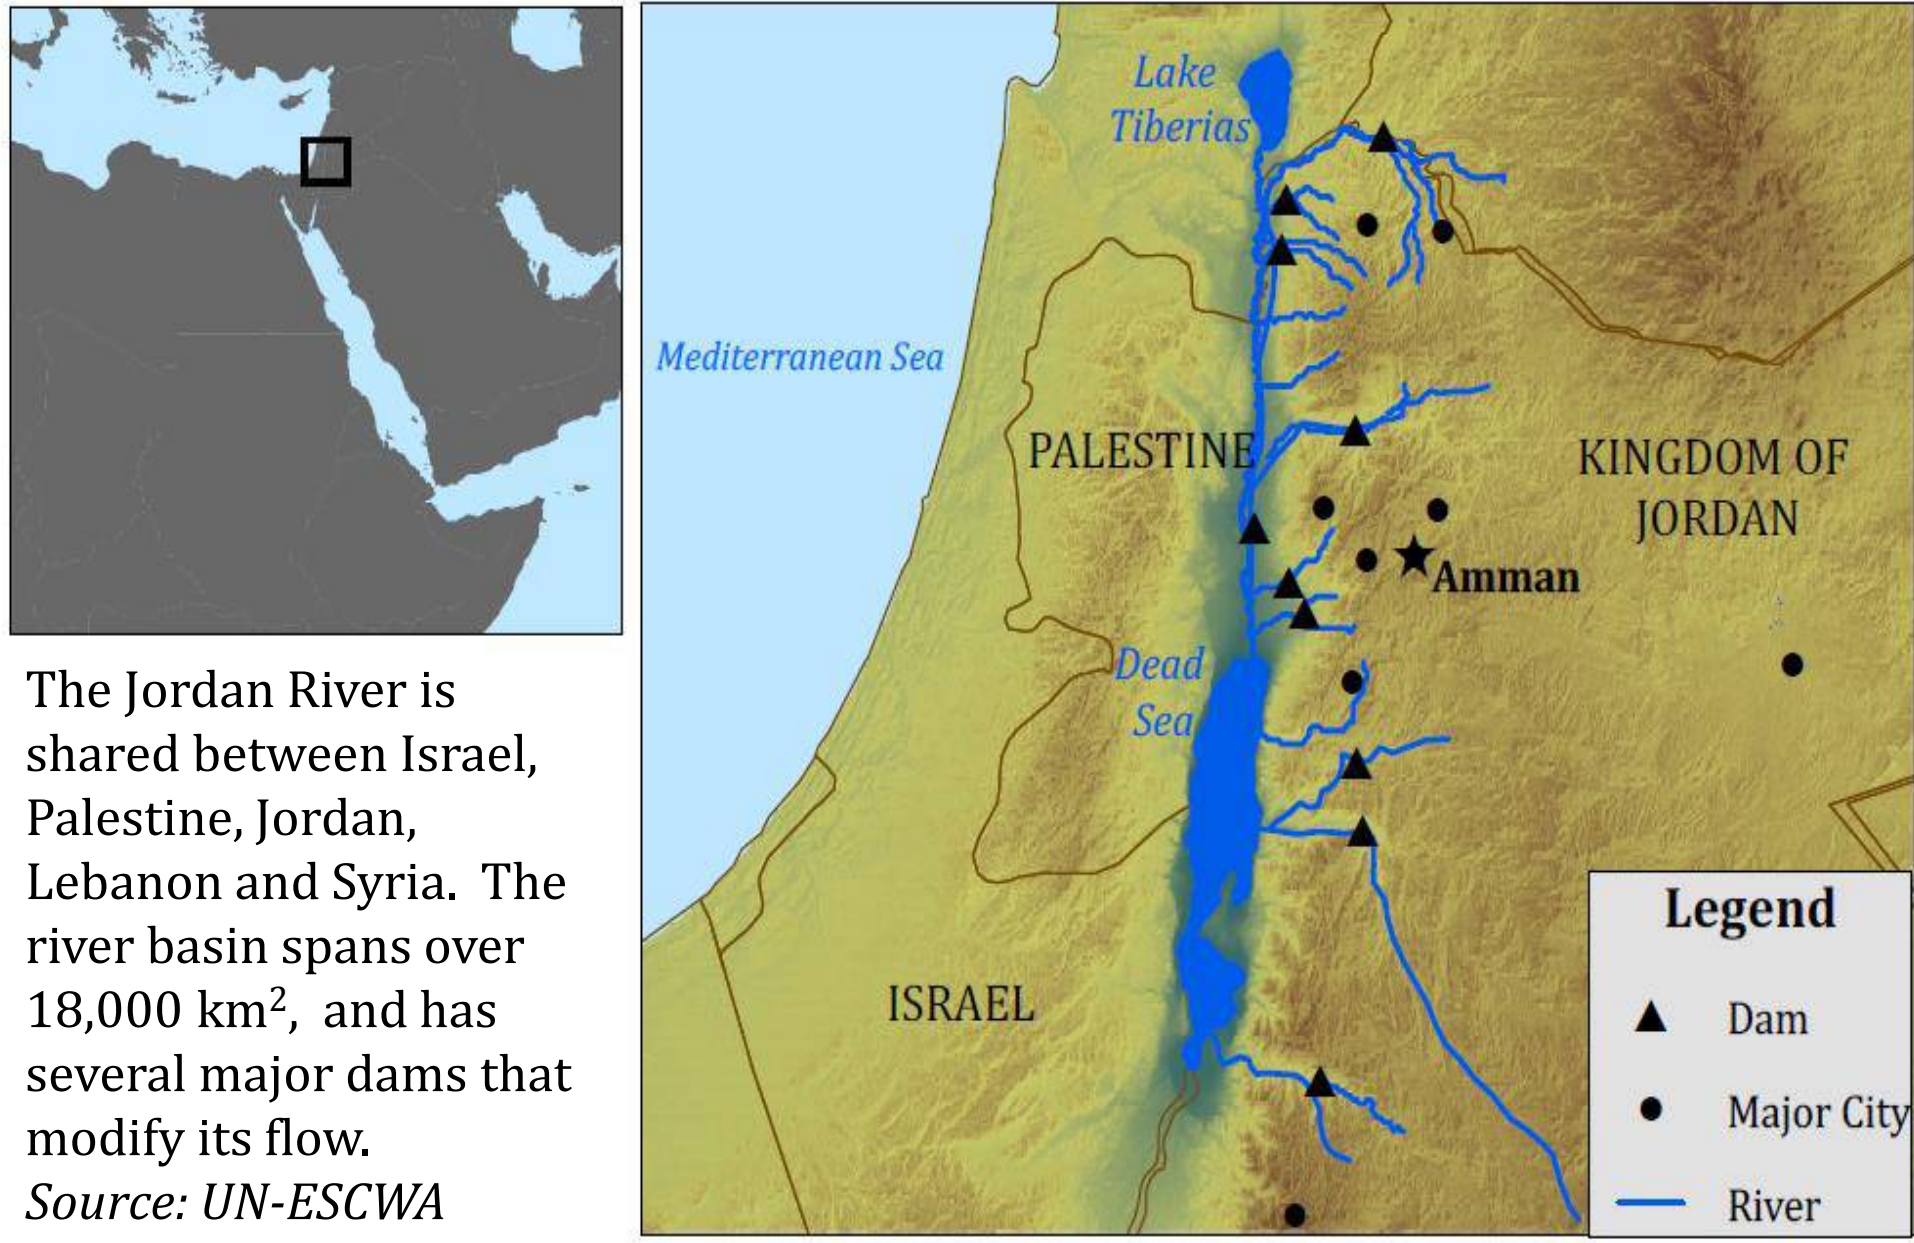 The Jordan River is
shared between Israel,
Palestine, Jordan,
Lebanon and Syria.  The
river basin spans over
18,000 km²,  and has
several major dams that
modify its flow.
Source: UN-ESCWA
Lake
Tiberias
Mediterranean Sea
PALESTINE
KINGDOM OF
JORDAN
Amman
Dead
Sea
ISRAEL
Legend
Dam
Major City
River